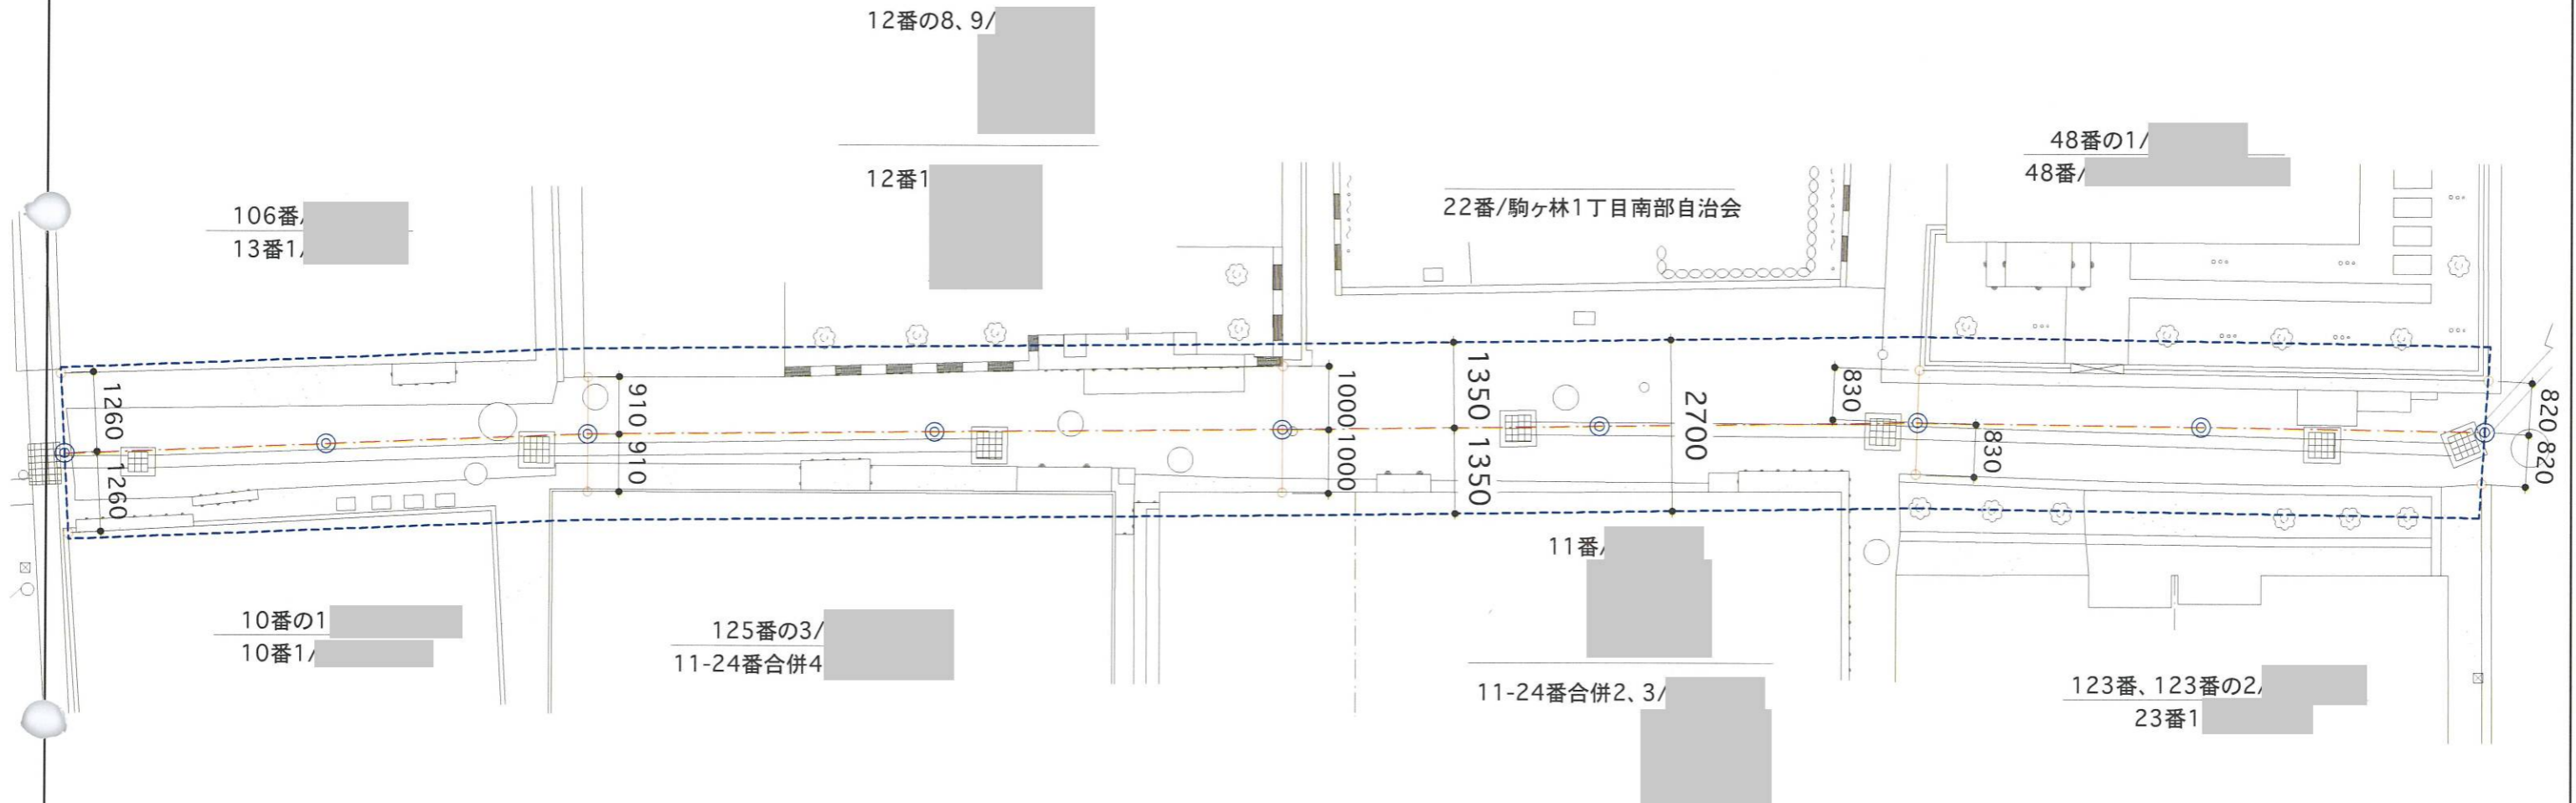 12番の8、9/
12番1
106番/
13番1/
22番/駒ヶ林1丁目南部自治会
48番の1/
48番/
1260
1260
910
910
1000
1000
1350
1350
2700
830
830
820
820
10番の1
10番1/
125番の3/
11-24番合併4
11番/
11-24番合併2、3/
123番、123番の2/
23番1